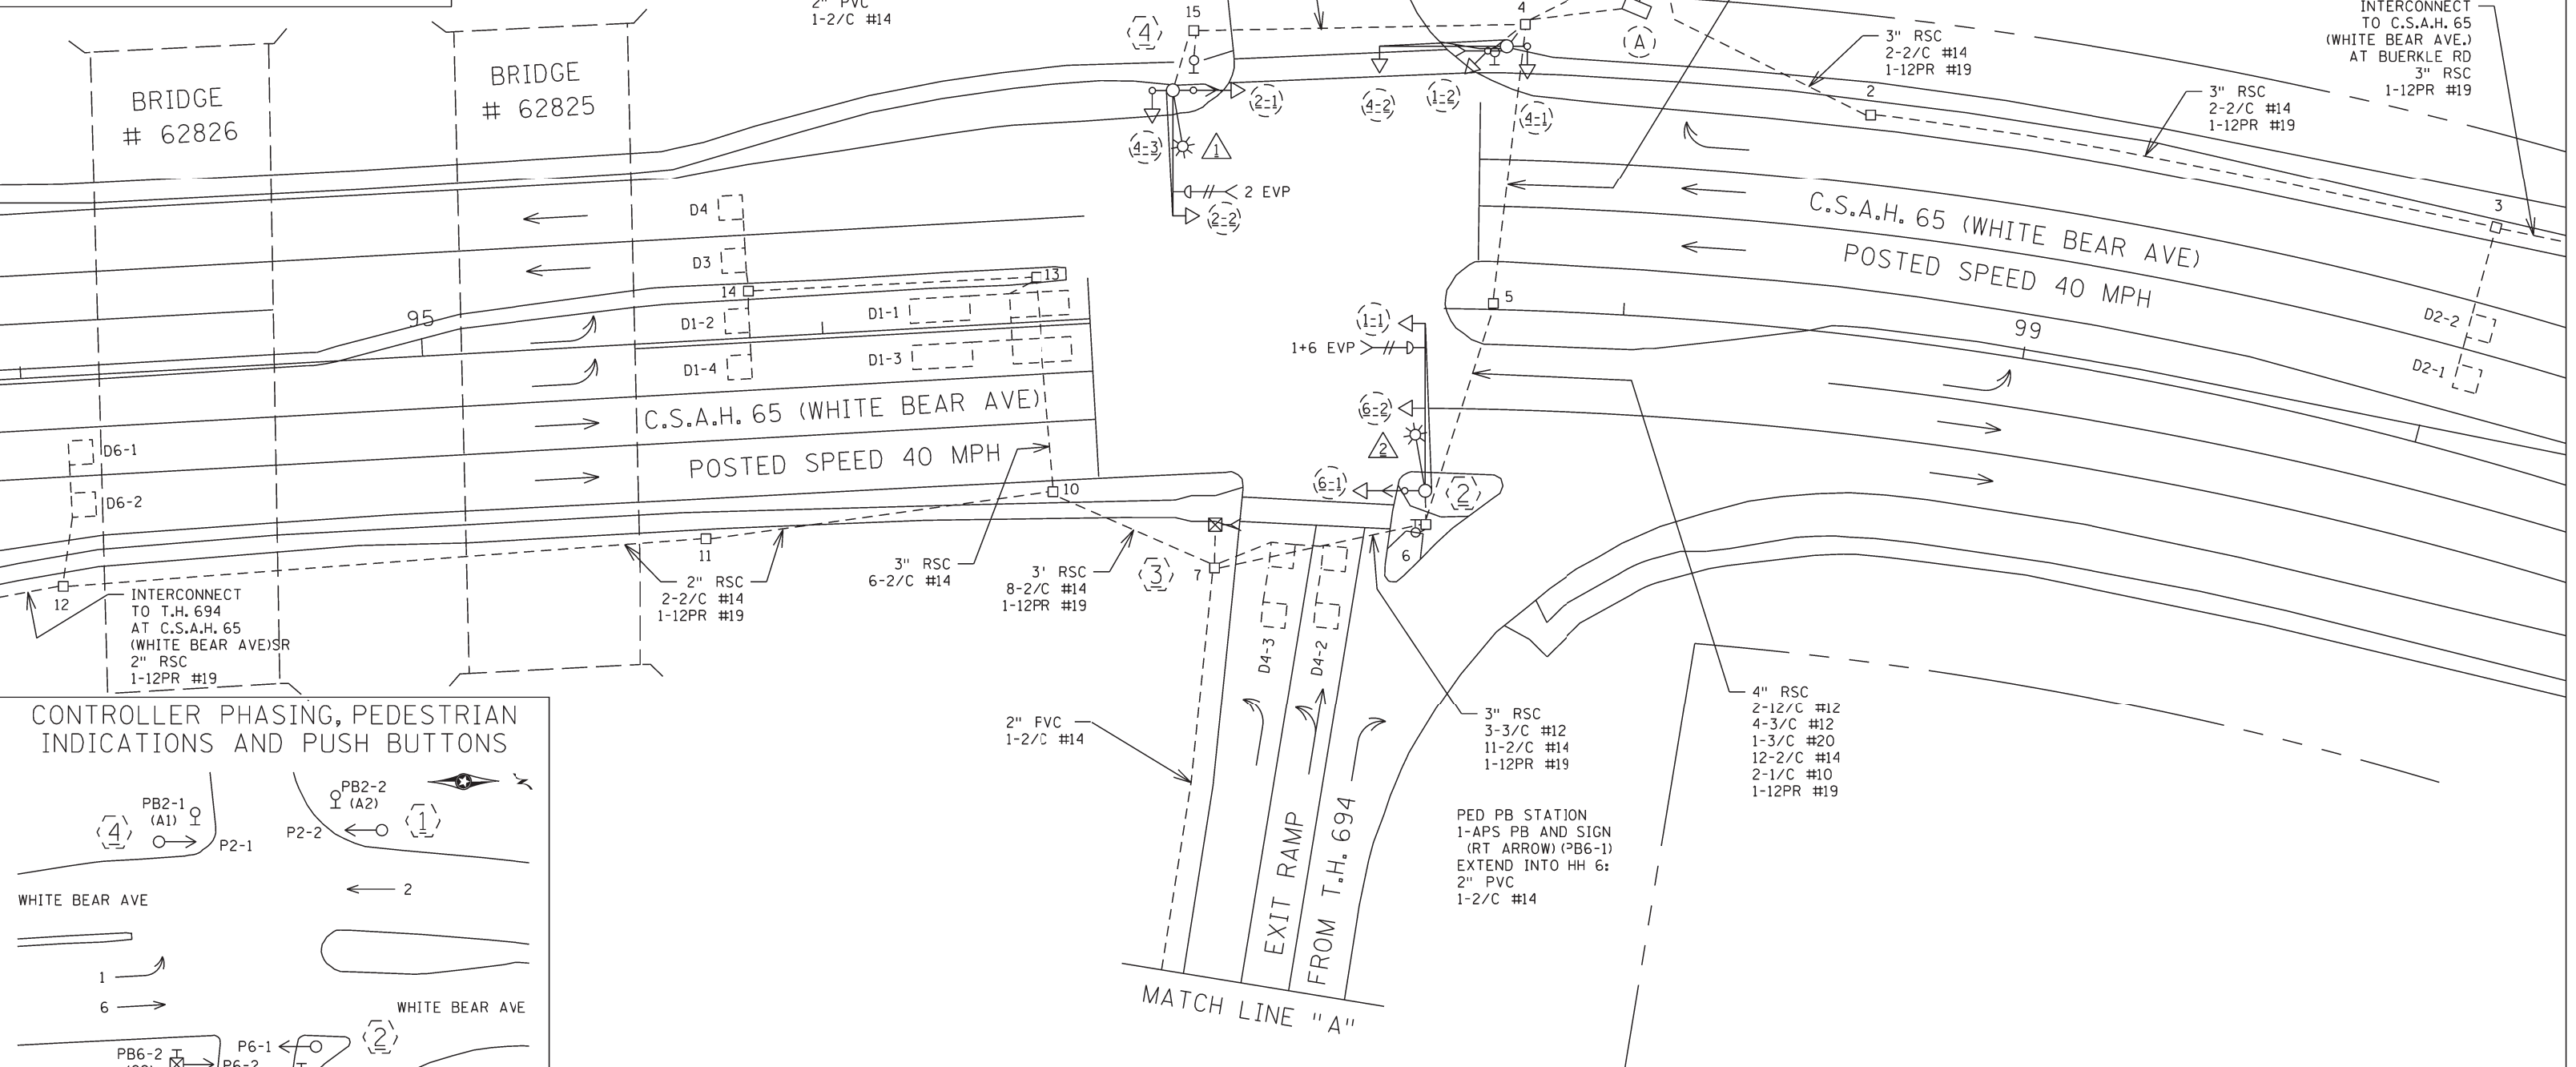 2" PVC
1-2/C #14
15
4
4
A
3" RSC
2-2/C #14
1-12PR #19
INTERCONNECT
TO C.S.A.H. 65
(WHITE BEAR AVE.)
AT BUERKLE RD
3" RSC
1-12PR #19
BRIDGE
# 62826
BRIDGE
# 62825
2-1
4-2
1-2
4-1
2
3" RSC
2-2/C #14
1-12PR #19
4-3
1
2 EVP
2-2
D4
D3
14
13
D1-2
D1-1
D1-4
D1-3
95
C.S.A.H. 65 (WHITE BEAR AVE)
POSTED SPEED 40 MPH
3
5
99
D2-2
D2-1
1-1
1+6 EVP
6-2
2
6-1
2
C.S.A.H. 65 (WHITE BEAR AVE)
POSTED SPEED 40 MPH
D6-1
D6-2
10
11
12
7
6
3
INTERCONNECT
TO T.H. 694
AT C.S.A.H. 65
(WHITE BEAR AVE)SR
2" RSC
1-12PR #19
2" RSC
2-2/C #14
1-12PR #19
3" RSC
6-2/C #14
3' RSC
8-2/C #14
1-12PR #19
D4-3
D4-2
2" PVC
1-2/C #14
3" RSC
3-3/C #12
11-2/C #14
1-12PR #19
4" RSC
2-12/C #12
4-3/C #12
1-3/C #20
12-2/C #14
2-1/C #10
1-12PR #19
PED PB STATION
1-APS PB AND SIGN
(RT ARROW) (PB6-1)
EXTEND INTO HH 6:
2" PVC
1-2/C #14
EXIT RAMP
FROM T.H. 694
MATCH LINE "A"
CONTROLLER PHASING, PEDESTRIAN
INDICATIONS AND PUSH BUTTONS
PB2-1
(A1)
4
P2-1
PB2-2
(A2)
P2-2
1
Z
2
WHITE BEAR AVE
1
6
WHITE BEAR AVE
2
PB6-2
P6-1
P6-2